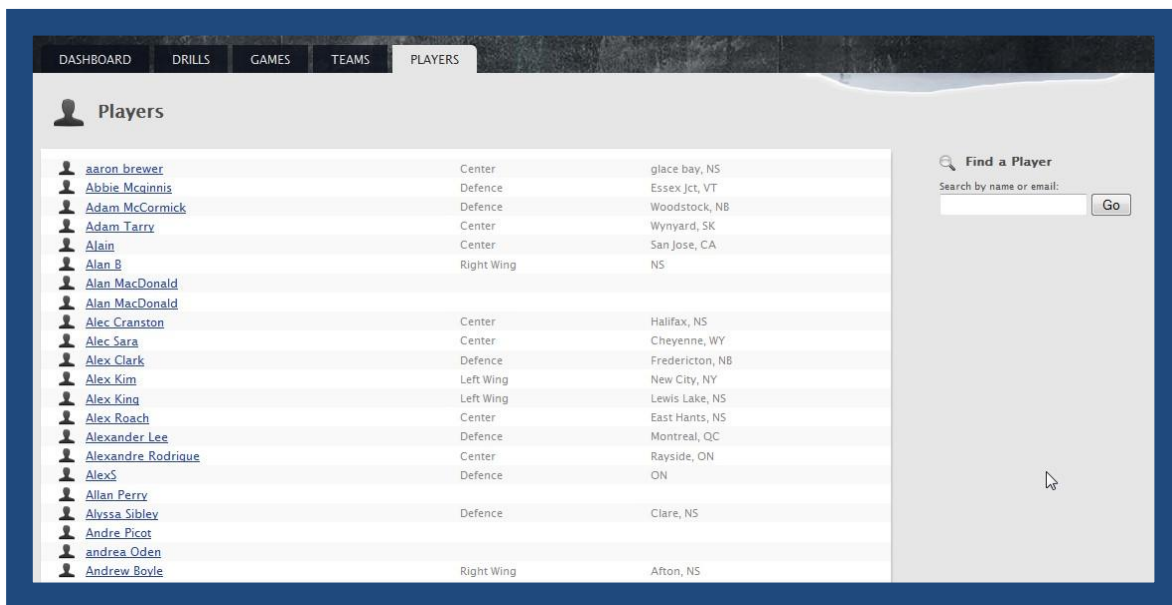 DASHBOARD DRILLS GAMES TEAMS PLAYERS
Players
aaron brewer Center glace bay, NS
Abbie Mcginnis Defence Essex Jct, VT
Adam McCormick Defence Woodstock, NB
Adam Tarry Center Wynyard, SK
Alain Center San Jose, CA
Alan B Right Wing NS
Alan MacDonald
Alan MacDonald
Alec Cranston Center Halifax, NS
Alec Sara Center Cheyenne, WY
Alex Clark Defence Fredericton, NB
Alex Kim Left Wing New City, NY
Alex King Left Wing Lewis Lake, NS
Alex Roach Center East Hants, NS
Alexander Lee Defence Montreal, QC
Alexandre Rodrigue Center Rayside, ON
AlexS Defence ON
Allan Perry
Alyssa Sibley Defence Clare, NS
Andre Picot
andrea Oden
Andrew Boyle Right Wing Afton, NS
Find a Player
Search by name or email:
Go